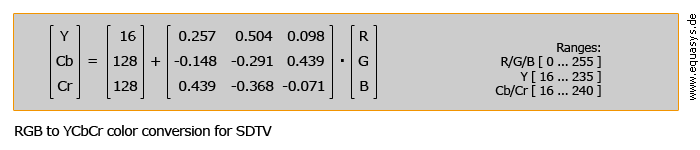 Y 16 0.257 0.504 0.098 R
Cb = 128 + -0.148 -0.291 0.439 · G
Cr 128 0.439 -0.368 -0.071 B
Ranges:
R/G/B [ 0 ... 255 ]
Y [ 16 ... 235 ]
Cb/Cr [ 16 ... 240 ]
www.equasys.de
RGB to YCbCr color conversion for SDTV